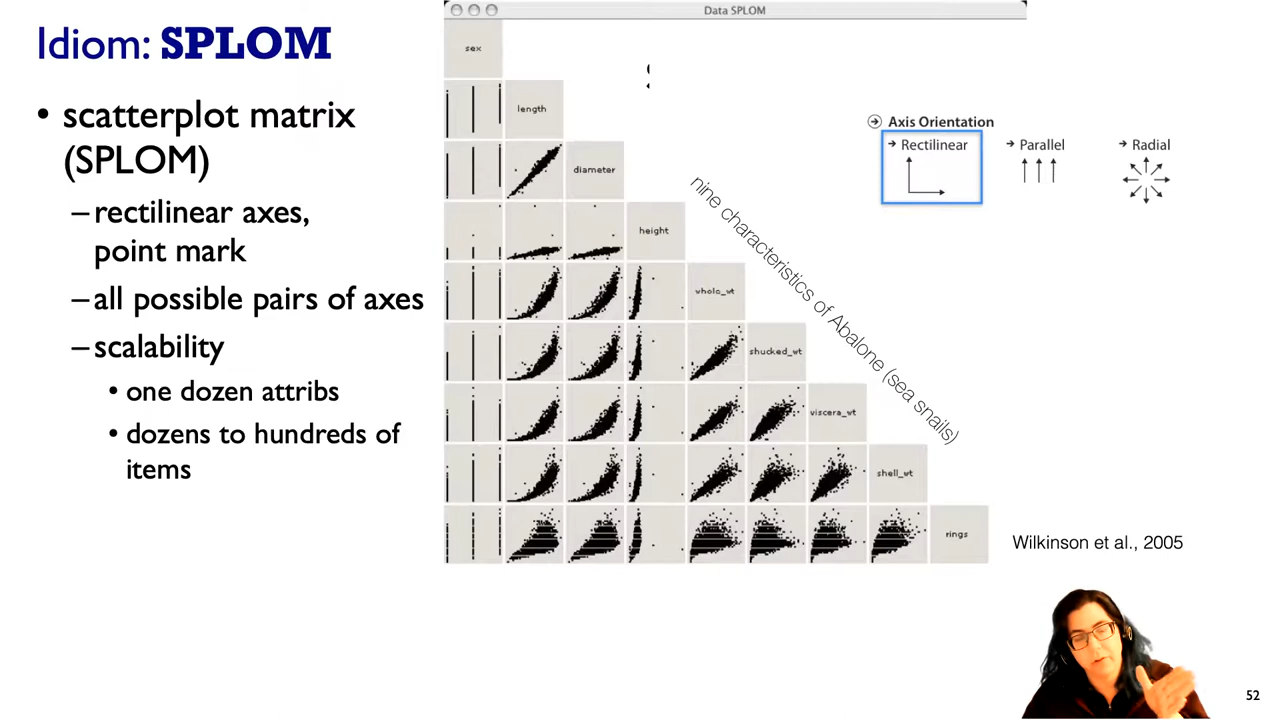 Idiom: SPLOM
• scatterplot matrix
(SPLOM)
–rectilinear axes,
point mark
–all possible pairs of axes
–scalability
• one dozen attribs
• dozens to hundreds of
items
Data SPLOM
sex
length
diameter
height
whole_wt
shucked_wt
viscera_wt
shell_wt
rings
nine characteristics of Abalone (sea snails)
Axis Orientation
Rectilinear
Parallel
Radial
Wilkinson et al., 2005
52